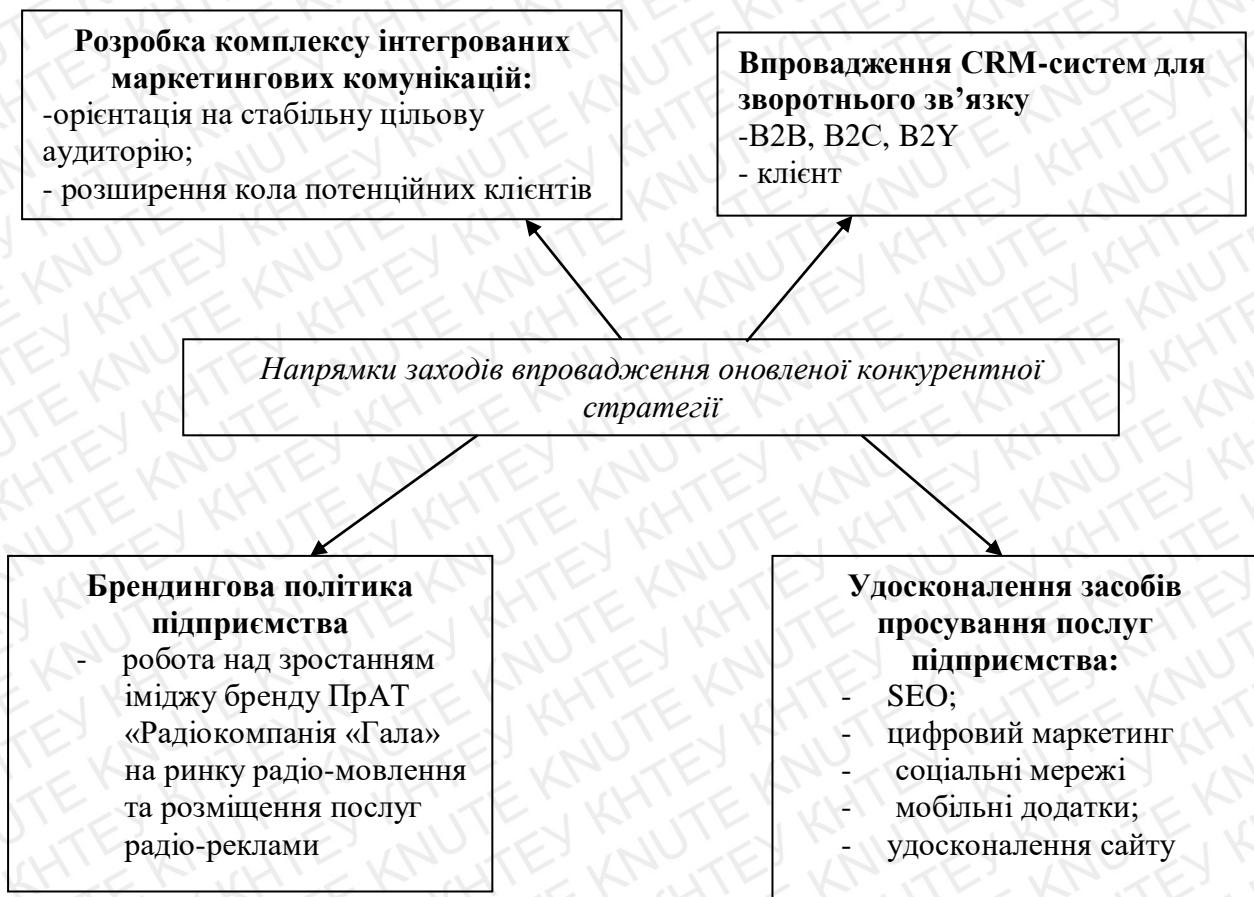 Розробка комплексу інтегрованих
маркетингових комунікацій:
-орієнтація на стабільну цільову
аудиторію;
- розширення кола потенційних клієнтів
Впровадження CRM-систем для
зворотнього зв’язку
-B2B, B2C, B2Y
- клієнт
Напрямки заходів впровадження оновленої конкурентної
стратегії
Брендингова політика
підприємства
- робота над зростанням
іміджу бренду ПрАТ
«Радіокомпанія «Гала»
на ринку радіо-мовлення
та розміщення послуг
радіо-реклами
Удосконалення засобів
просування послуг
підприємства:
- SEO;
- цифровий маркетинг
- соціальні мережі
- мобільні додатки;
- удосконалення сайту